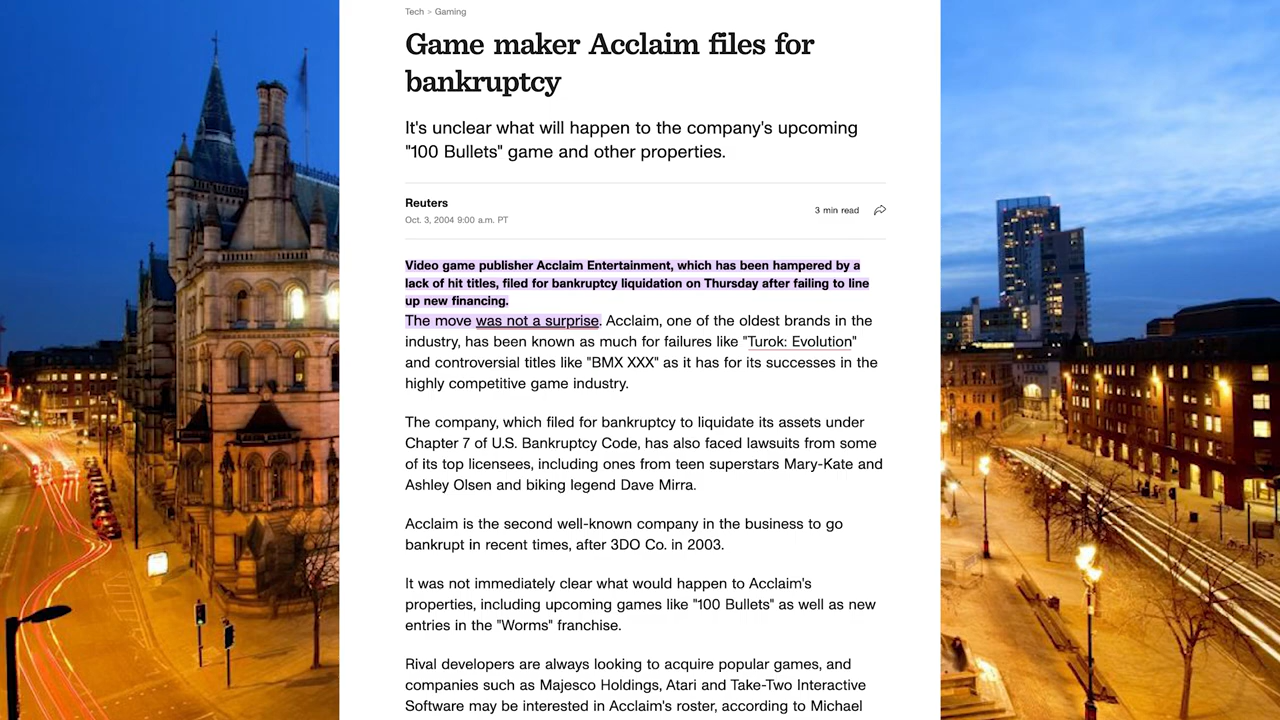 Tech > Gaming
Game maker Acclaim files for
bankruptcy
It's unclear what will happen to the company's upcoming
"100 Bullets" game and other properties.
Reuters
Oct. 3, 2004 9:00 a.m. PT
3 min read
Video game publisher Acclaim Entertainment, which has been hampered by a
lack of hit titles, filed for bankruptcy liquidation on Thursday after failing to line
up new financing.
The move was not a surprise. Acclaim, one of the oldest brands in the
industry, has been known as much for failures like "Turok: Evolution"
and controversial titles like "BMX XXX" as it has for its successes in the
highly competitive game industry.
The company, which filed for bankruptcy to liquidate its assets under
Chapter 7 of U.S. Bankruptcy Code, has also faced lawsuits from some
of its top licensees, including ones from teen superstars Mary-Kate and
Ashley Olsen and biking legend Dave Mirra.
Acclaim is the second well-known company in the business to go
bankrupt in recent times, after 3DO Co. in 2003.
It was not immediately clear what would happen to Acclaim's
properties, including upcoming games like "100 Bullets" as well as new
entries in the "Worms" franchise.
Rival developers are always looking to acquire popular games, and
companies such as Majesco Holdings, Atari and Take-Two Interactive
Software may be interested in Acclaim's roster, according to Michael